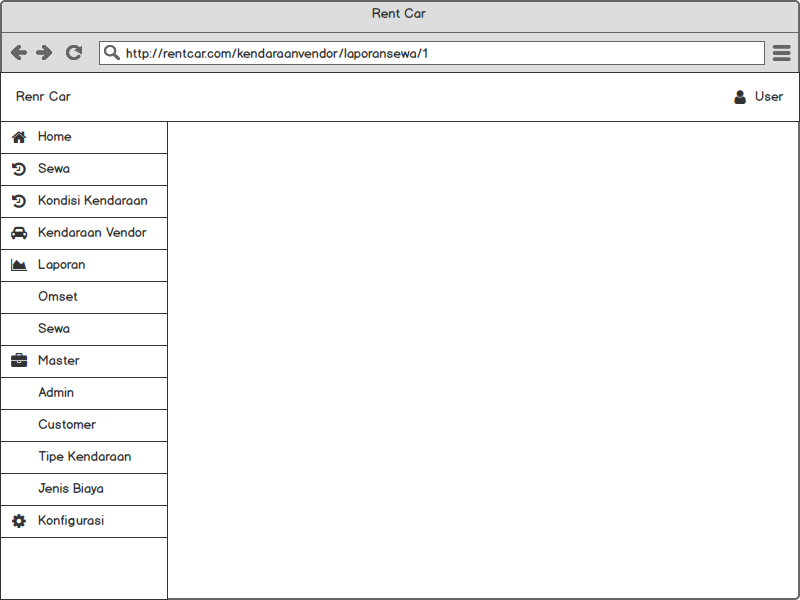 Rent Car
http://rentcar.com/kendaraanvendor/laporansewa/1
Renr Car
User
Home
Sewa
Kondisi Kendaraan
Kendaraan Vendor
Laporan
Omset
Sewa
Master
Admin
Customer
Tipe Kendaraan
Jenis Biaya
Konfigurasi